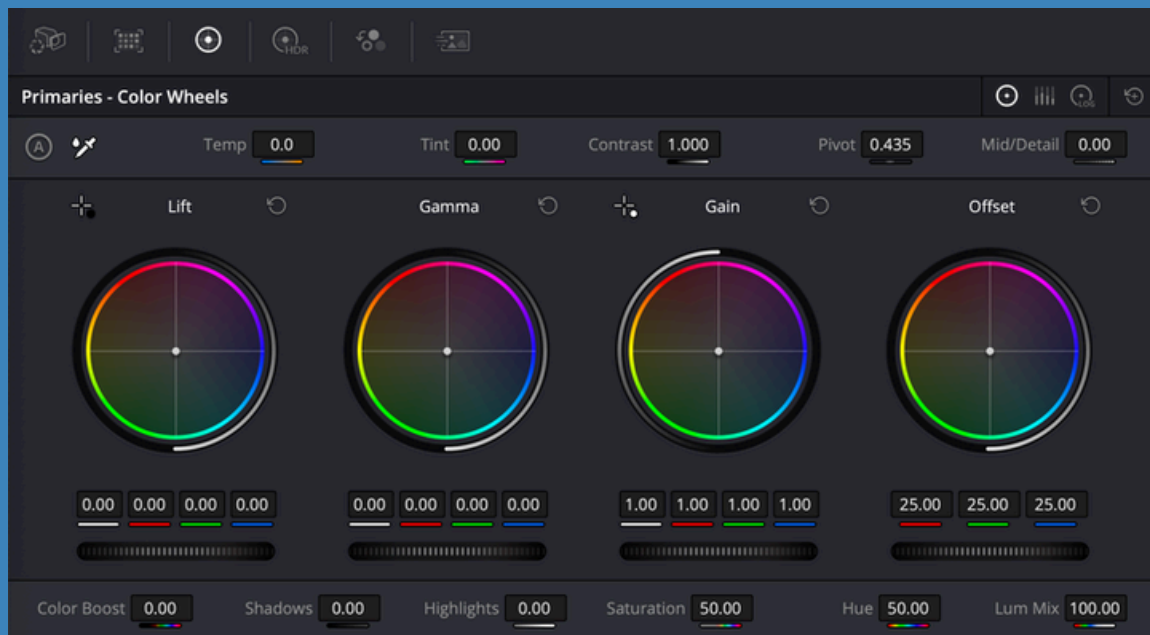 HDR
Primaries - Color Wheels
LOG
A
Temp 0.0 Tint 0.00 Contrast 1.000 Pivot 0.435 Mid/Detail 0.00
Lift Gamma Gain Offset
0.00 0.00 0.00 0.00 0.00 0.00 0.00 0.00 1.00 1.00 1.00 1.00 25.00 25.00 25.00
Color Boost 0.00 Shadows 0.00 Highlights 0.00 Saturation 50.00 Hue 50.00 Lum Mix 100.00